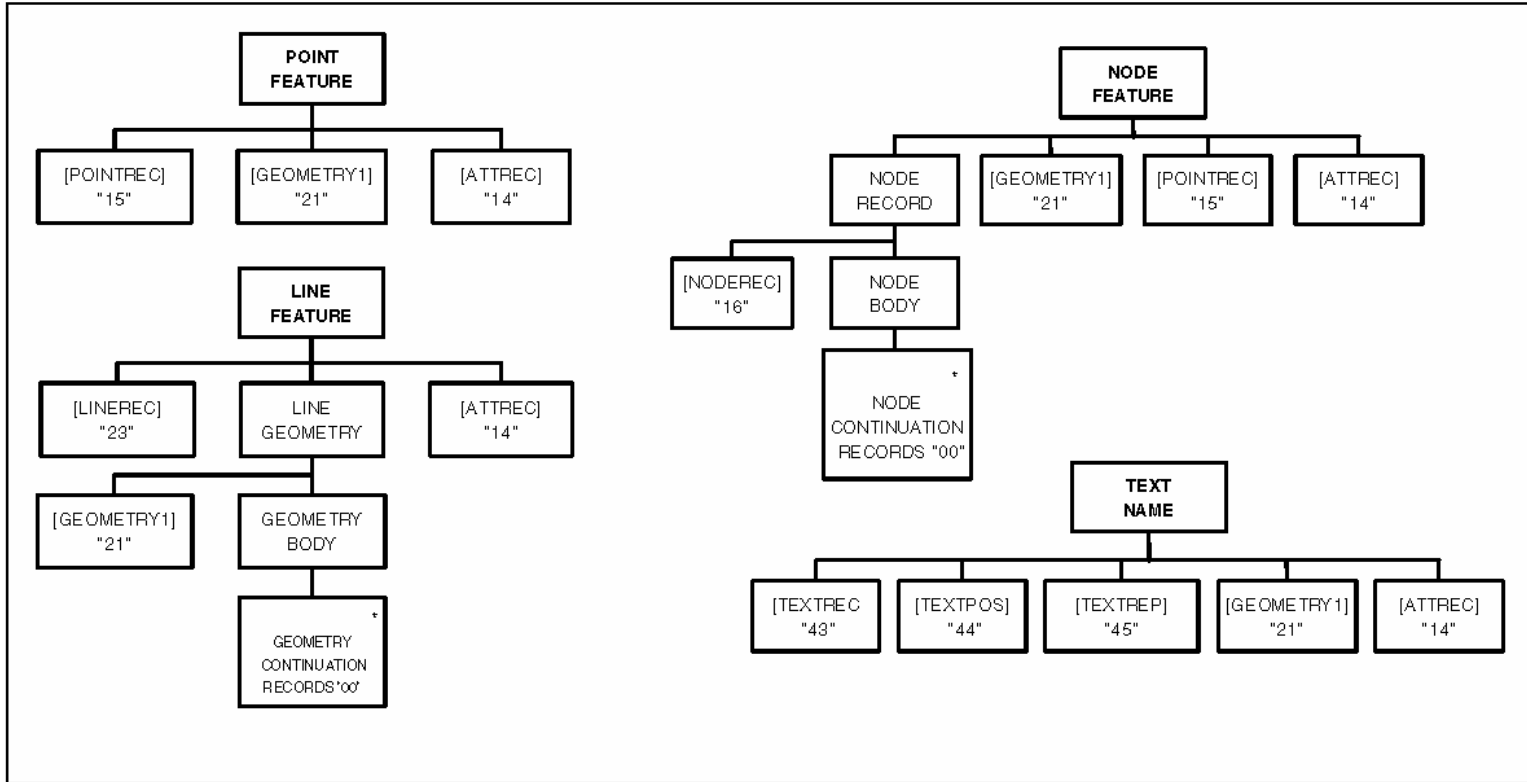 POINT
FEATURE
[POINTREC]
"15"
[GEOMETRY1]
"21"
[ATTREC]
"14"
LINE
FEATURE
[LINEREC]
"23"
LINE
GEOMETRY
[ATTREC]
"14"
[GEOMETRY1]
"21"
GEOMETRY
BODY
*
GEOMETRY
CONTINUATION
RECORDS"00"
NODE
FEATURE
NODE
RECORD
[GEOMETRY1]
"21"
[POINTREC]
"15"
[ATTREC]
"14"
[NODEREC]
"16"
NODE
BODY
*
NODE
CONTINUATION
RECORDS "00"
TEXT
NAME
[TEXTREC
"43"
[TEXTPOS]
"44"
[TEXTREP]
"45"
[GEOMETRY1]
"21"
[ATTREC]
"14"